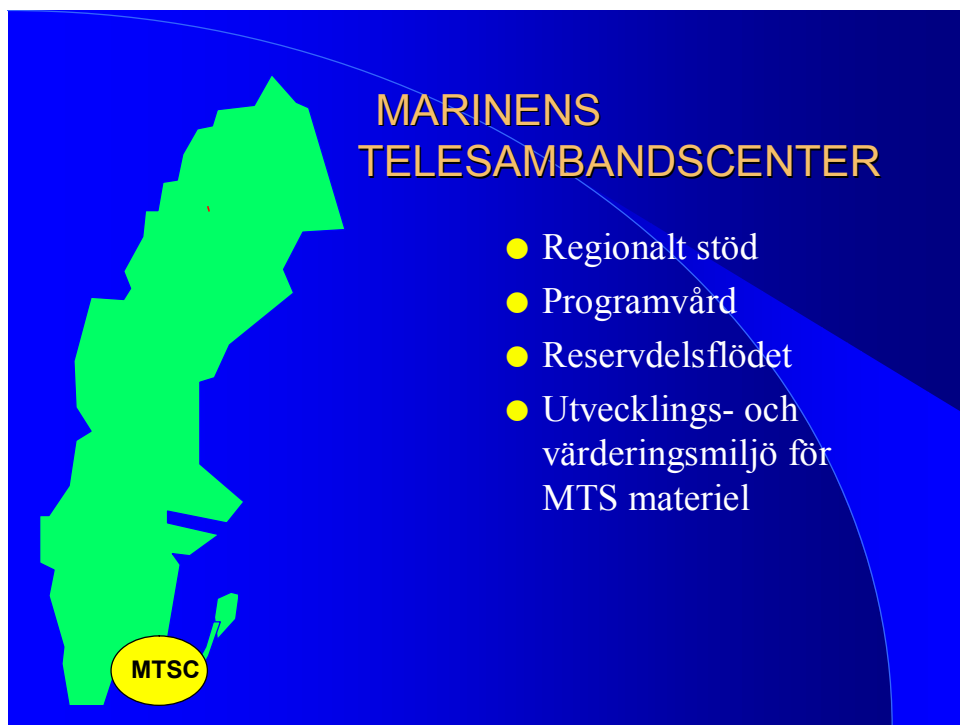 MARINENS
TELESAMBANDSCENTER
Regionalt stöd
Programvård
Reservdelsflödet
Utvecklings- och
värderingsmiljö för
MTS materiel
MTSC